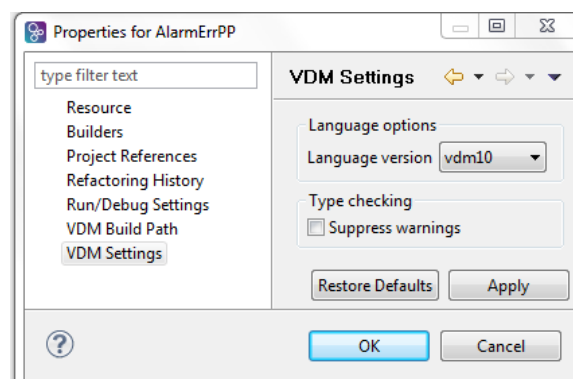 Properties for AlarmErrPP
type filter text
Resource
Builders
Project References
Refactoring History
Run/Debug Settings
VDM Build Path
VDM Settings
VDM Settings
Language options
Language version vdm10
Type checking
Suppress warnings
Restore Defaults Apply
? OK Cancel